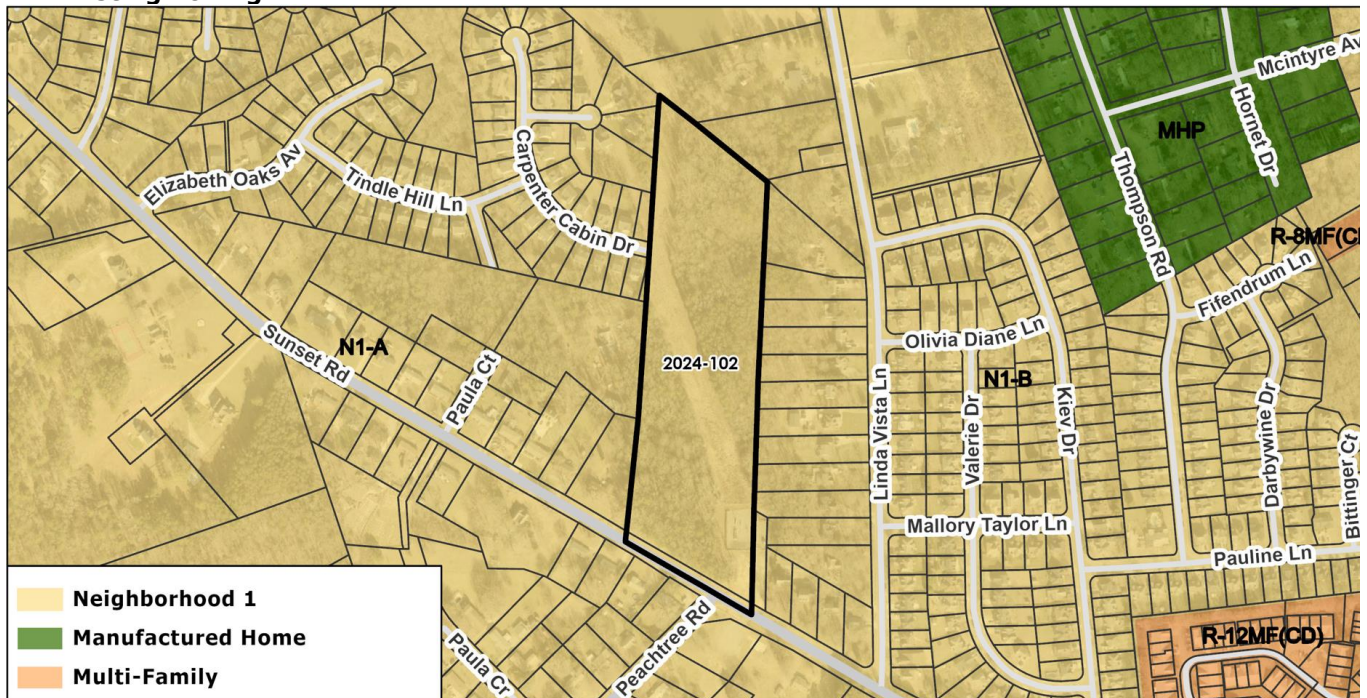 Mcintyre Av
Hornet Dr
MHP
Thompson Rd
R-8MF(C
Fifendrum Ln
Elizabeth Oaks Av
Tindle Hill Ln
Carpenter Cabin Dr
Sunset Rd
N1-A
Paula Ct
2024-102
Olivia Diane Ln
N1-B
Linda Vista Ln
Valerie Dr
Kiev Dr
Darbywine Dr
Bittinger Ct
Mallory Taylor Ln
Pauline Ln
Peachtree Rd
Paula Cr
R-12MF(CD)
Neighborhood 1
Manufactured Home
Multi-Family